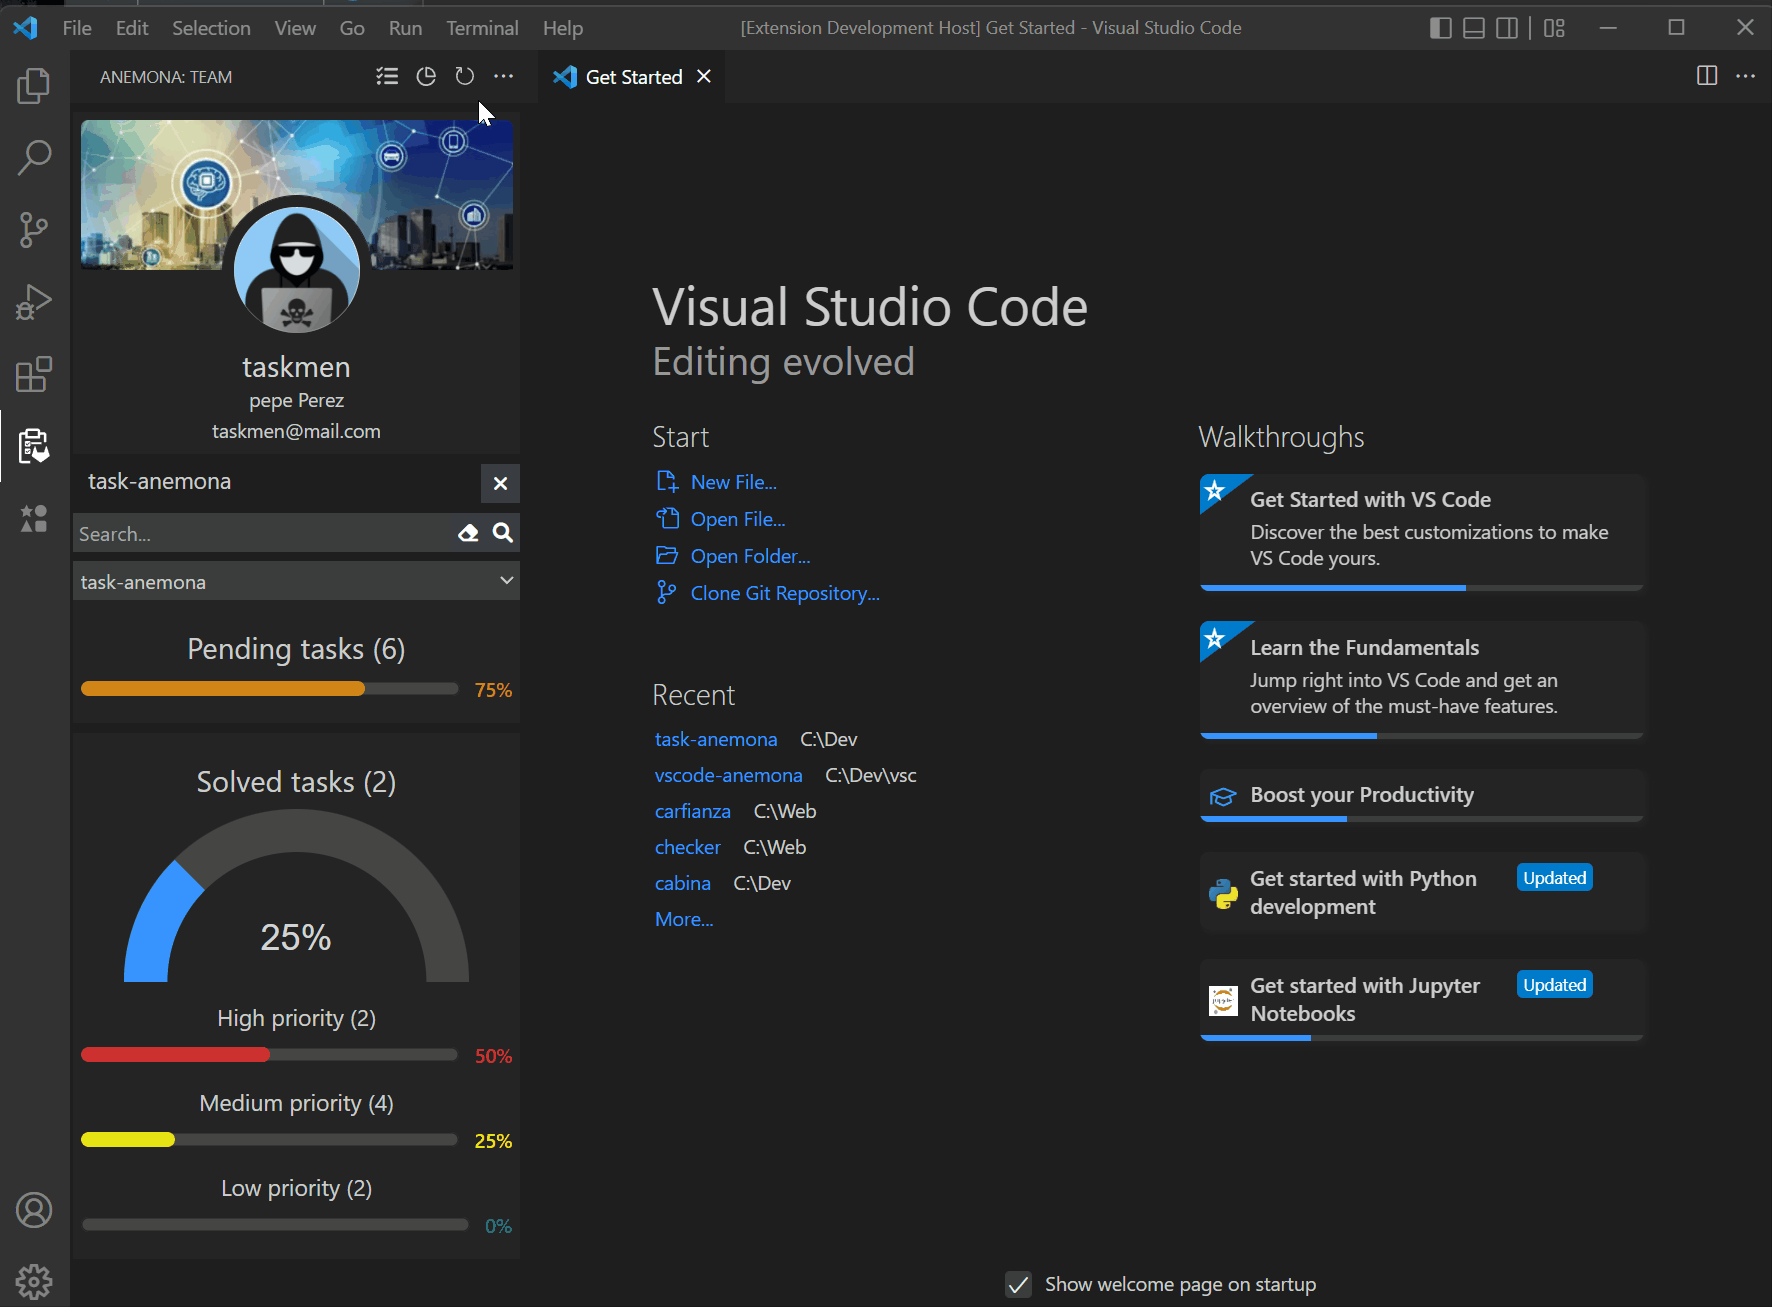 File Edit Selection View Go Run Terminal Help
[Extension Development Host] Get Started - Visual Studio Code
ANEMONA: TEAM
Get Started
taskmen
pepe Perez
taskmen@mail.com
task-anemona
Search...
task-anemona
Pending tasks (6)
75%
Solved tasks (2)
25%
High priority (2)
50%
Medium priority (4)
25%
Low priority (2)
0%
Visual Studio Code
Editing evolved
Start
New File...
Open File...
Open Folder...
Clone Git Repository...
Recent
task-anemona C:\Dev
vscode-anemona C:\Dev\vsc
carfianza C:\Web
checker C:\Web
cabina C:\Dev
More...
Walkthroughs
Get Started with VS Code
Discover the best customizations to make
VS Code yours.
Learn the Fundamentals
Jump right into VS Code and get an
overview of the must-have features.
Boost your Productivity
Get started with Python
development
Updated
Get started with Jupyter
Notebooks
Updated
Show welcome page on startup